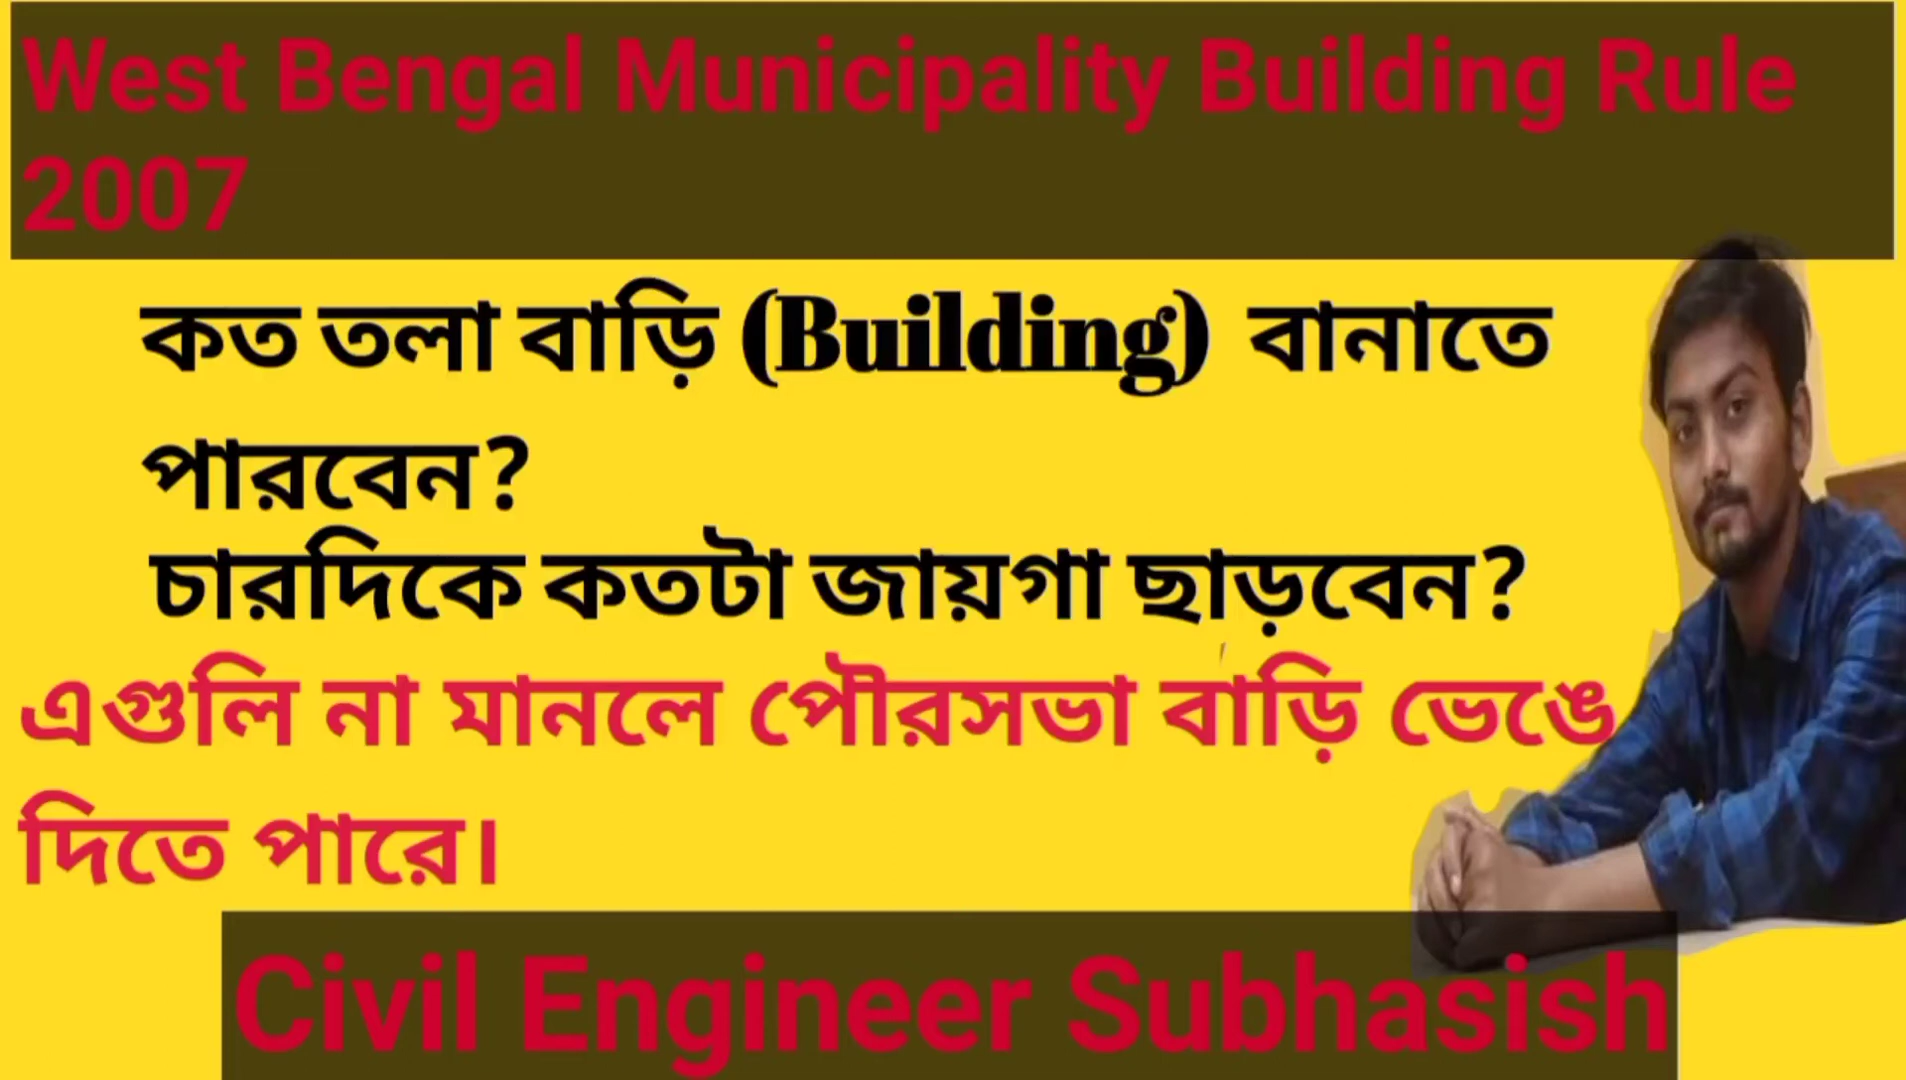 West Bengal Municipality Building Rule
2007
কত তলা বাড়ি (Building) বানাতে
পারবেন?
চারদিকে কতটা জায়গা ছাড়বেন?
এগুলি না মানলে পৌরসভা বাড়ি ভেঙে
দিতে পারে।
Civil Engineer Subhasish